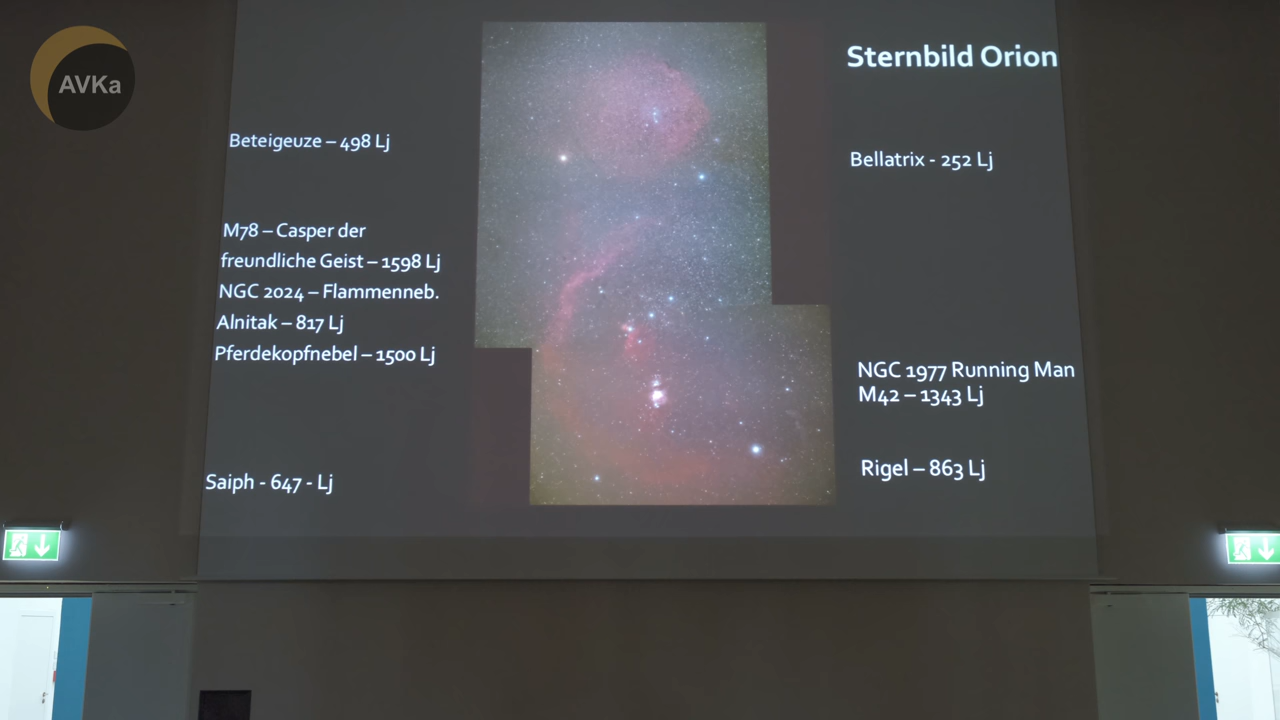 AVKa
Sternbild Orion
Beteigeuze – 498 Lj
Bellatrix - 252 Lj
M78 – Casper der
freundliche Geist – 1598 Lj
NGC 2024 – Flammenneb.
Alnitak – 817 Lj
Pferdekopfnebel – 1500 Lj
NGC 1977 Running Man
M42 – 1343 Lj
Saiph - 647 - Lj
Rigel – 863 Lj